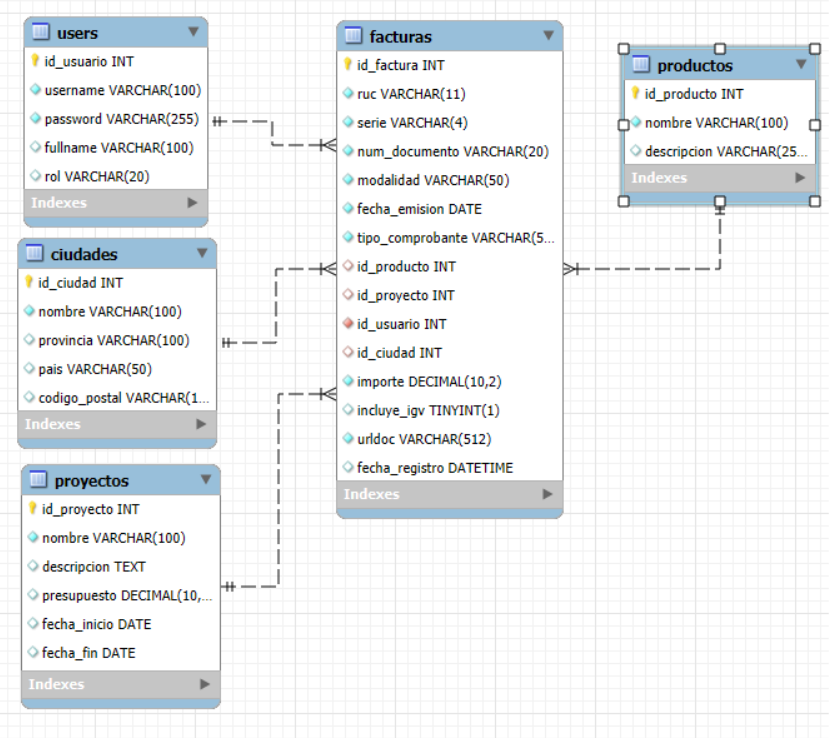 users
id_usuario INT
username VARCHAR(100)
password VARCHAR(255)
fullname VARCHAR(100)
rol VARCHAR(20)
Indexes
ciudades
id_ciudad INT
nombre VARCHAR(100)
provincia VARCHAR(100)
pais VARCHAR(50)
codigo_postal VARCHAR(1...
Indexes
proyectos
id_proyecto INT
nombre VARCHAR(100)
descripcion TEXT
presupuesto DECIMAL(10,...
fecha_inicio DATE
fecha_fin DATE
Indexes
facturas
id_factura INT
ruc VARCHAR(11)
serie VARCHAR(4)
num_documento VARCHAR(20)
modalidad VARCHAR(50)
fecha_emision DATE
tipo_comprobante VARCHAR(5...
id_producto INT
id_proyecto INT
id_usuario INT
id_ciudad INT
importe DECIMAL(10,2)
incluye_igv TINYINT(1)
urldoc VARCHAR(512)
fecha_registro DATETIME
Indexes
productos
id_producto INT
nombre VARCHAR(100)
descripcion VARCHAR(25...
Indexes